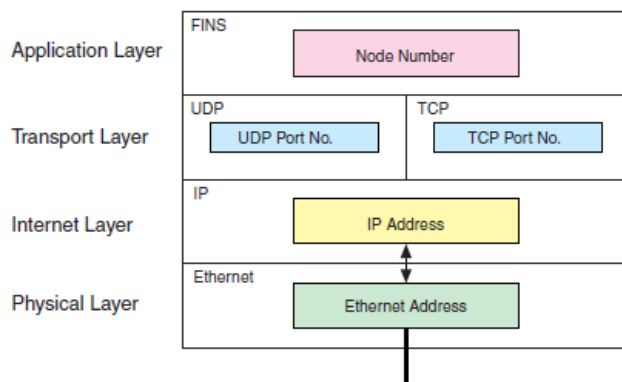 FINS
Application Layer
Node Number
UDP
TCP
Transport Layer
UDP Port No.
TCP Port No.
IP
Internet Layer
IP Address
Ethernet
Physical Layer
Ethernet Address